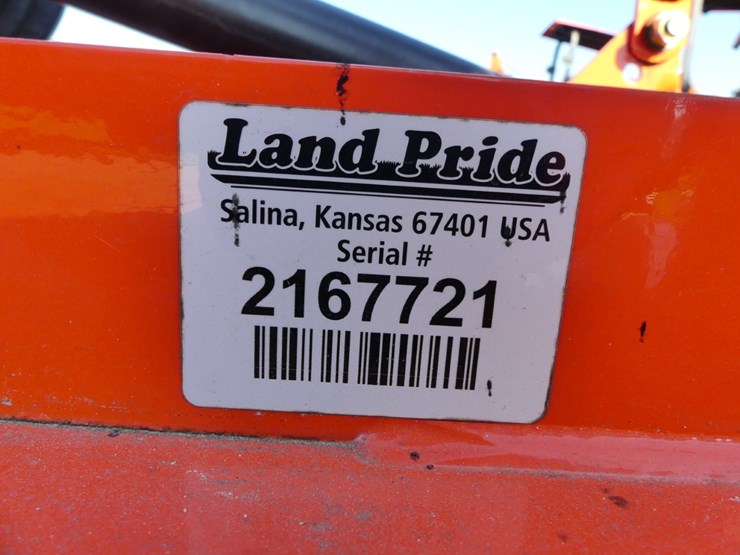 Land Pride
Salina, Kansas 67401 USA
Serial #
2167721